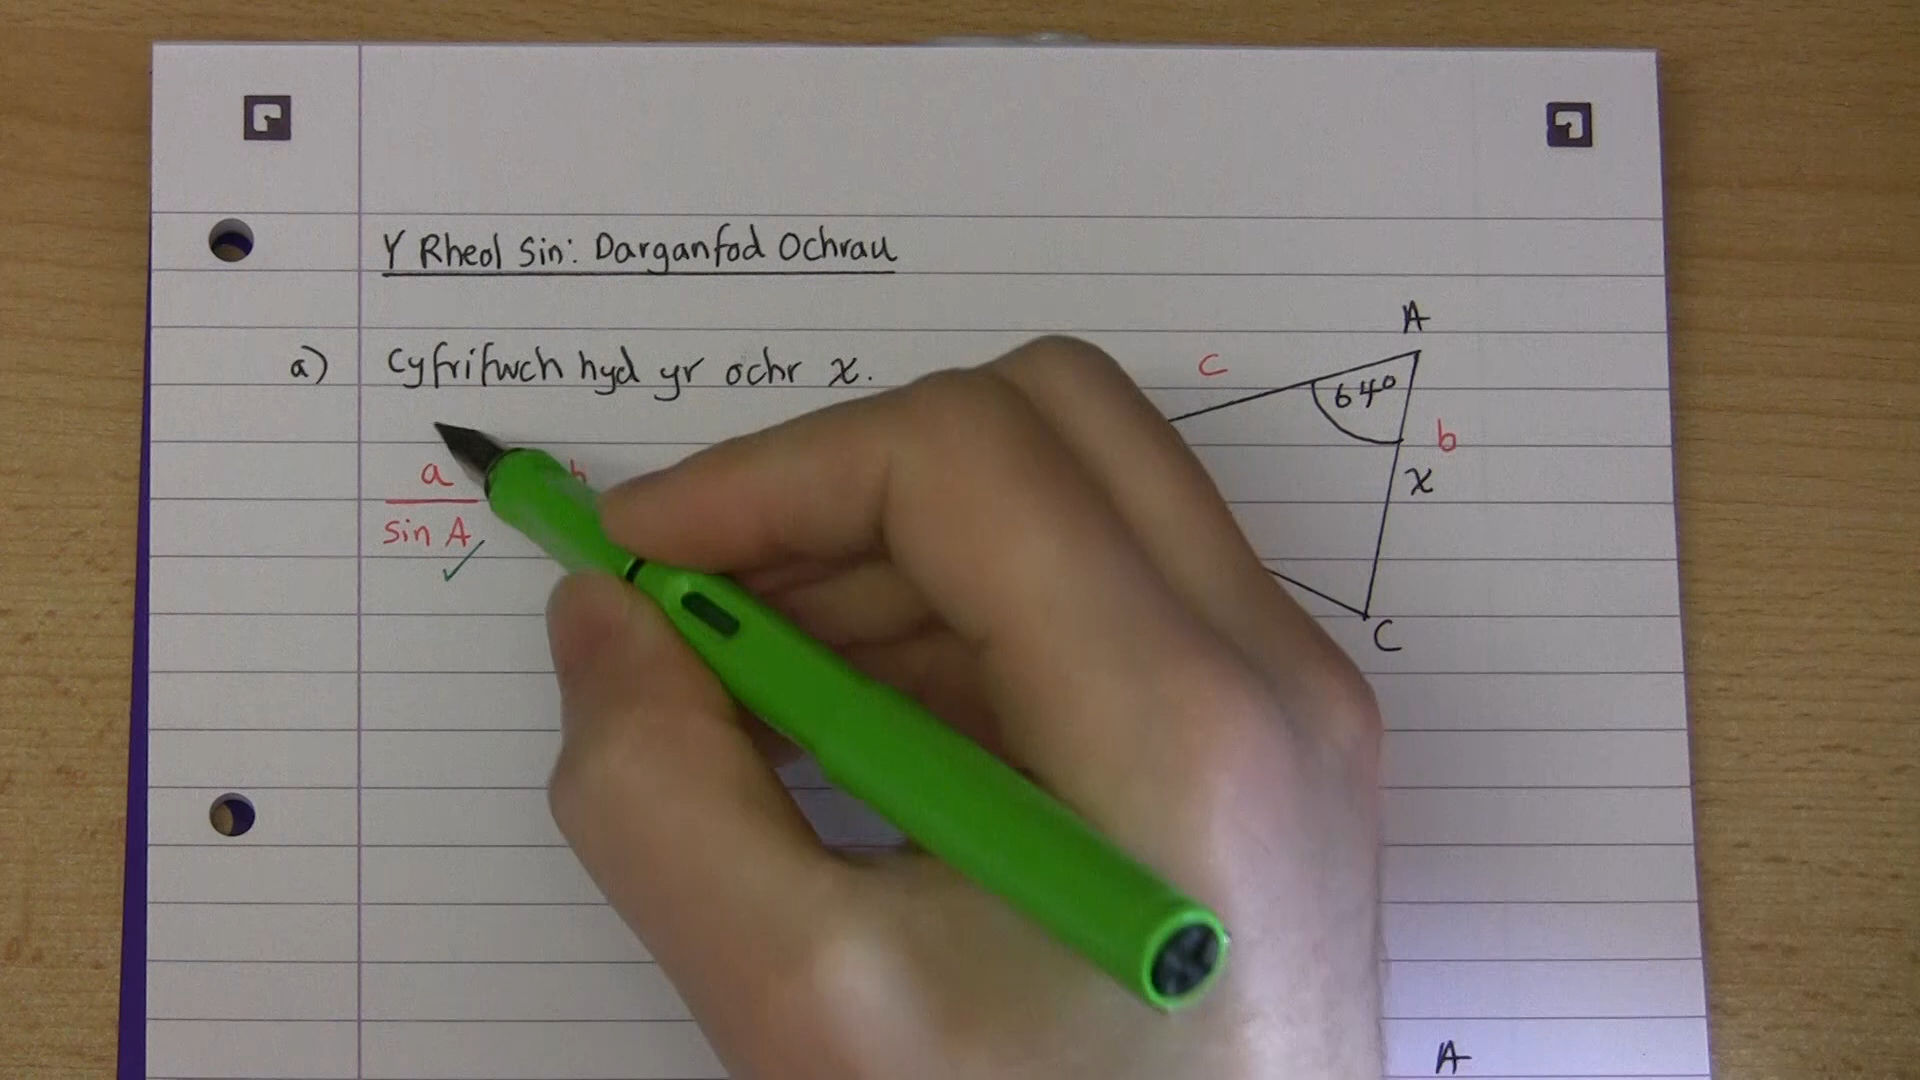 Y Rheol Sin: Darganfod Ochrau
a) Cyfrifwch hyd yr ochr x.
a
sin A
A
c
64°
b
x
C
A